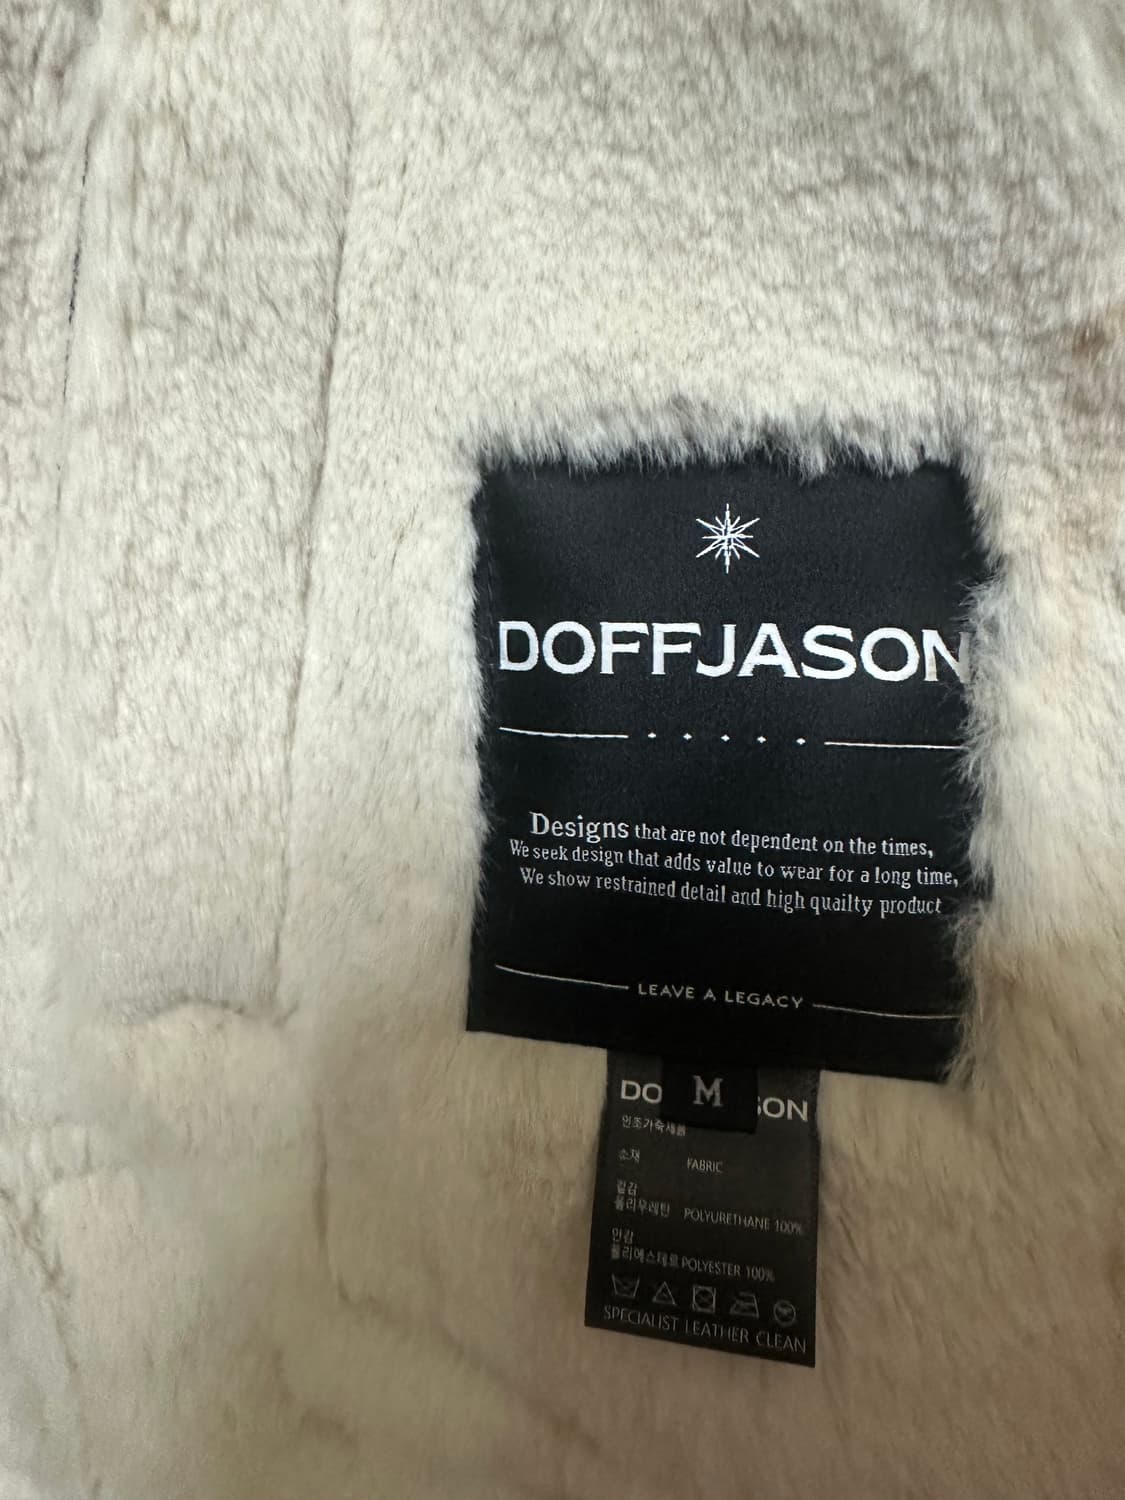 DOFFJASON
Designs that are not dependent on the times,
We seek design that adds value to wear for a long time,
We show restrained detail and high quailty product
LEAVE A LEGACY
M
DO SON
인조가죽제품
소재 FABRIC
겉감
폴리우레탄 POLYURETHANE 100%
안감
폴리에스테르 POLYESTER 100%
SPECIALIST LEATHER CLEAN